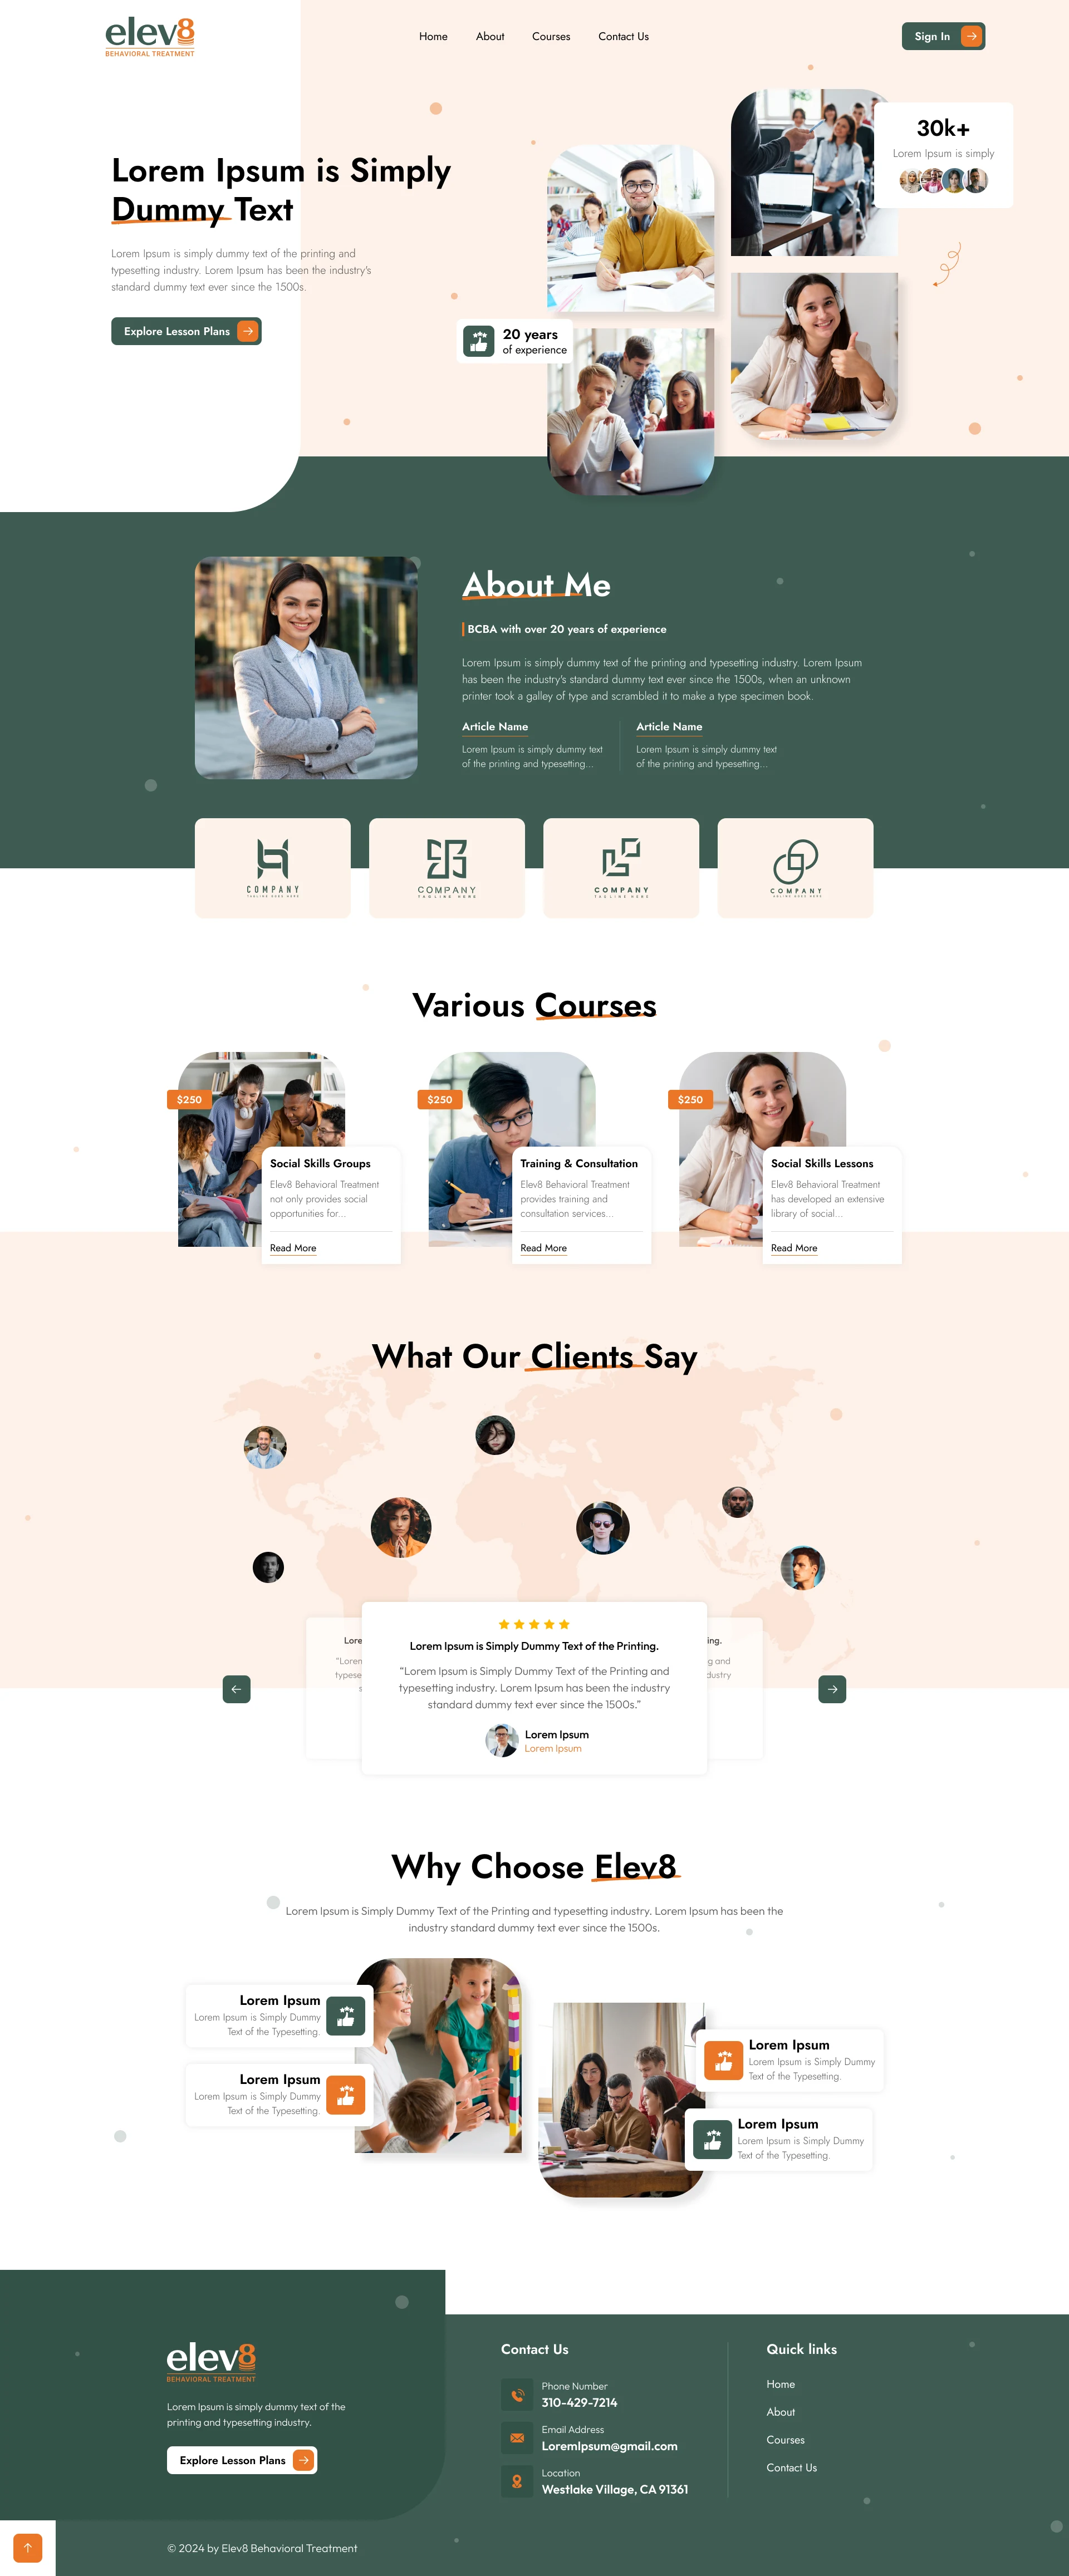 elev8
BEHAVIORAL TREATMENT
Home
About
Courses
Contact Us
Sign In
Lorem Ipsum is Simply
Dummy Text
Lorem Ipsum is simply dummy text of the printing and
typesetting industry. Lorem Ipsum has been the industry's
standard dummy text ever since the 1500s.
Explore Lesson Plans
30k+
Lorem Ipsum is simply
20 years
of experience
About Me
BCBA with over 20 years of experience
Lorem Ipsum is simply dummy text of the printing and typesetting industry. Lorem Ipsum
has been the industry's standard dummy text ever since the 1500s, when an unknown
printer took a galley of type and scrambled it to make a type specimen book.
Article Name
Lorem Ipsum is simply dummy text
of the printing and typesetting...
Article Name
Lorem Ipsum is simply dummy text
of the printing and typesetting...
COMPANY
TAGLINE GOES HERE
COMPANY
TAGLINE HERE
COMPANY
TAGLINE HERE
COMPANY
Various Courses
$250
Social Skills Groups
Elev8 Behavioral Treatment
not only provides social
opportunities for...
Read More
$250
Training & Consultation
Elev8 Behavioral Treatment
provides training and
consultation services...
Read More
$250
Social Skills Lessons
Elev8 Behavioral Treatment
has developed an extensive
library of social...
Read More
What Our Clients Say
Lorem Ipsum is Simply Dummy Text of the Printing.
“Lorem Ipsum is Simply Dummy Text of the Printing and
typesetting industry. Lorem Ipsum has been the industry
standard dummy text ever since the 1500s.”
Lorem Ipsum
Lorem Ipsum
Why Choose Elev8
Lorem Ipsum is Simply Dummy Text of the Printing and typesetting industry. Lorem Ipsum has been the
industry standard dummy text ever since the 1500s.
Lorem Ipsum
Lorem Ipsum is Simply Dummy
Text of the Typesetting.
Lorem Ipsum
Lorem Ipsum is Simply Dummy
Text of the Typesetting.
Lorem Ipsum
Lorem Ipsum is Simply Dummy
Text of the Typesetting.
Lorem Ipsum
Lorem Ipsum is Simply Dummy
Text of the Typesetting.
elev8
BEHAVIORAL TREATMENT
Lorem Ipsum is simply dummy text of the
printing and typesetting industry.
Explore Lesson Plans
Contact Us
Phone Number
310-429-7214
Email Address
LoremIpsum@gmail.com
Location
Westlake Village, CA 91361
Quick links
Home
About
Courses
Contact Us
© 2024 by Elev8 Behavioral Treatment